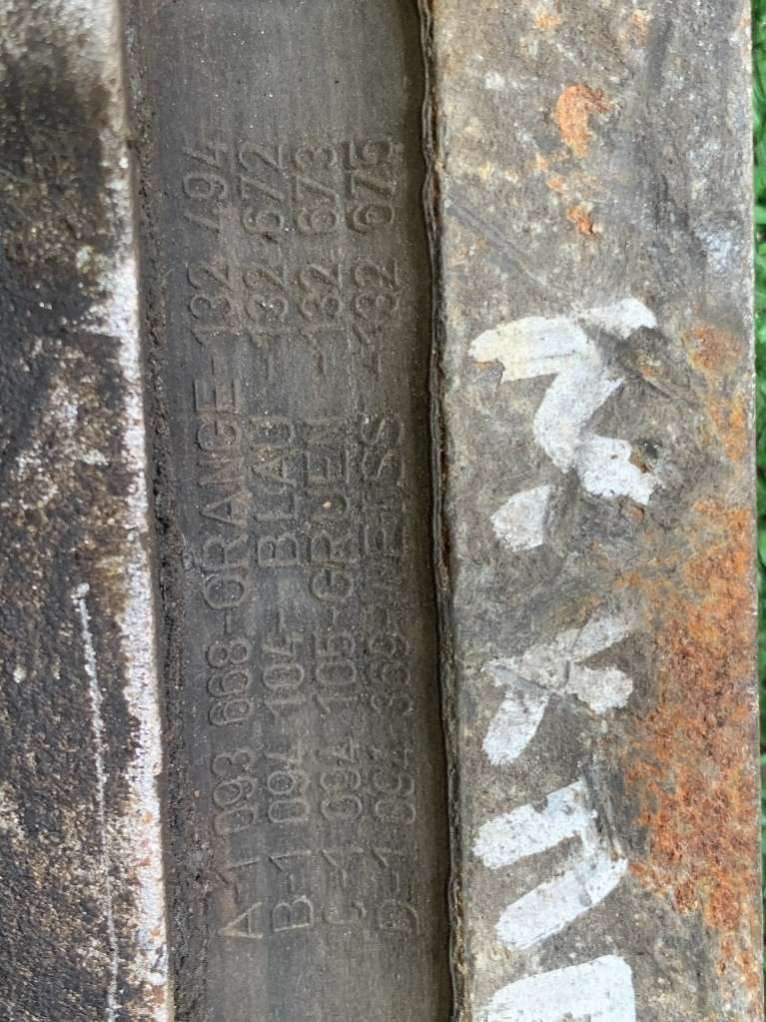 A-1 093 668-ORANGE-132 494
B-1 094 104- BLAU -132 672
C-1 094 105-GRUEN -132 673
D-1 094 369-WEISS -132 675